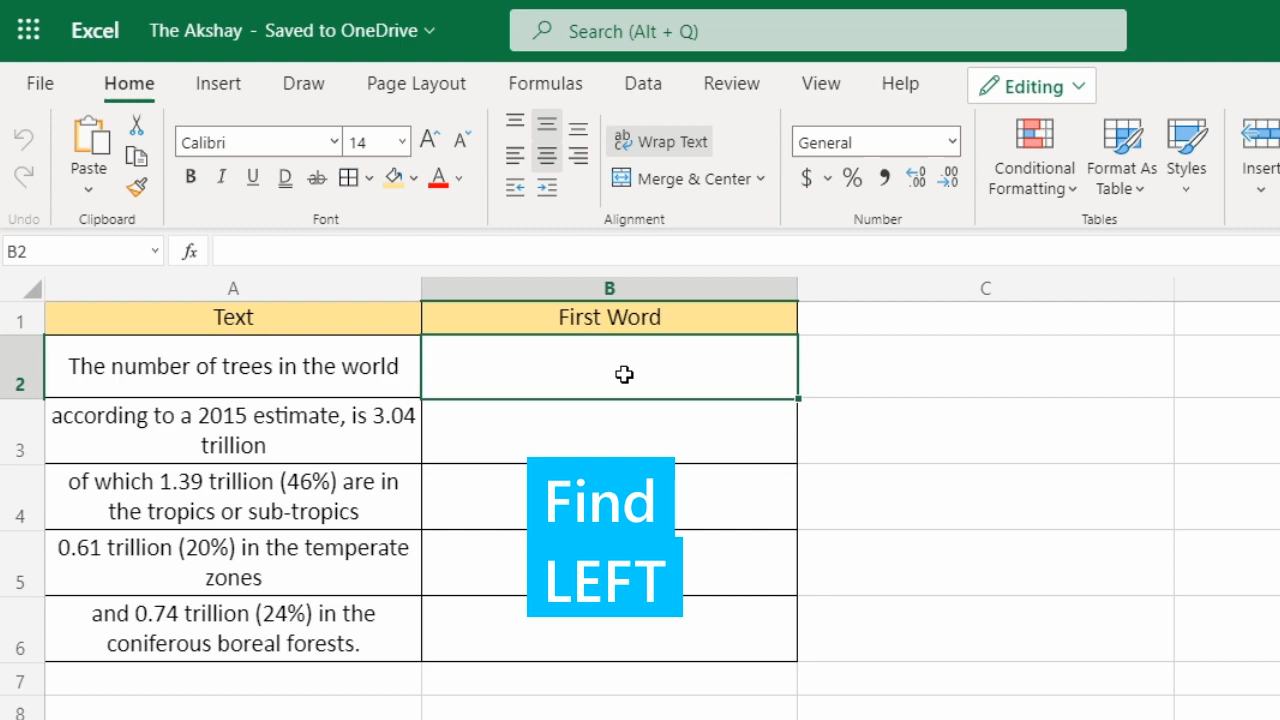 Excel The Akshay - Saved to OneDrive Search (Alt + Q)
File Home Insert Draw Page Layout Formulas Data Review View Help Editing
Paste Calibri 14 A^ Aˇ ab c Wrap Text General Conditional Formatting Format As Table Styles Insert
B I U D ab A Merge & Center $ % 9 .00
Undo Clipboard Font Alignment Number Tables
B2 fx
A B C
1 Text First Word
2 The number of trees in the world
3 according to a 2015 estimate, is 3.04
trillion
4 of which 1.39 trillion (46%) are in
the tropics or sub-tropics
Find
5 0.61 trillion (20%) in the temperate
zones
LEFT
6 and 0.74 trillion (24%) in the
coniferous boreal forests.
7
8